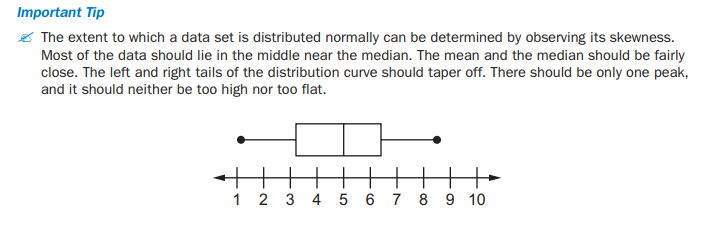 Important Tip
The extent to which a data set is distributed normally can be determined by observing its skewness.
Most of the data should lie in the middle near the median. The mean and the median should be fairly
close. The left and right tails of the distribution curve should taper off. There should be only one peak,
and it should neither be too high nor too flat.
1 2 3 4 5 6 7 8 9 10